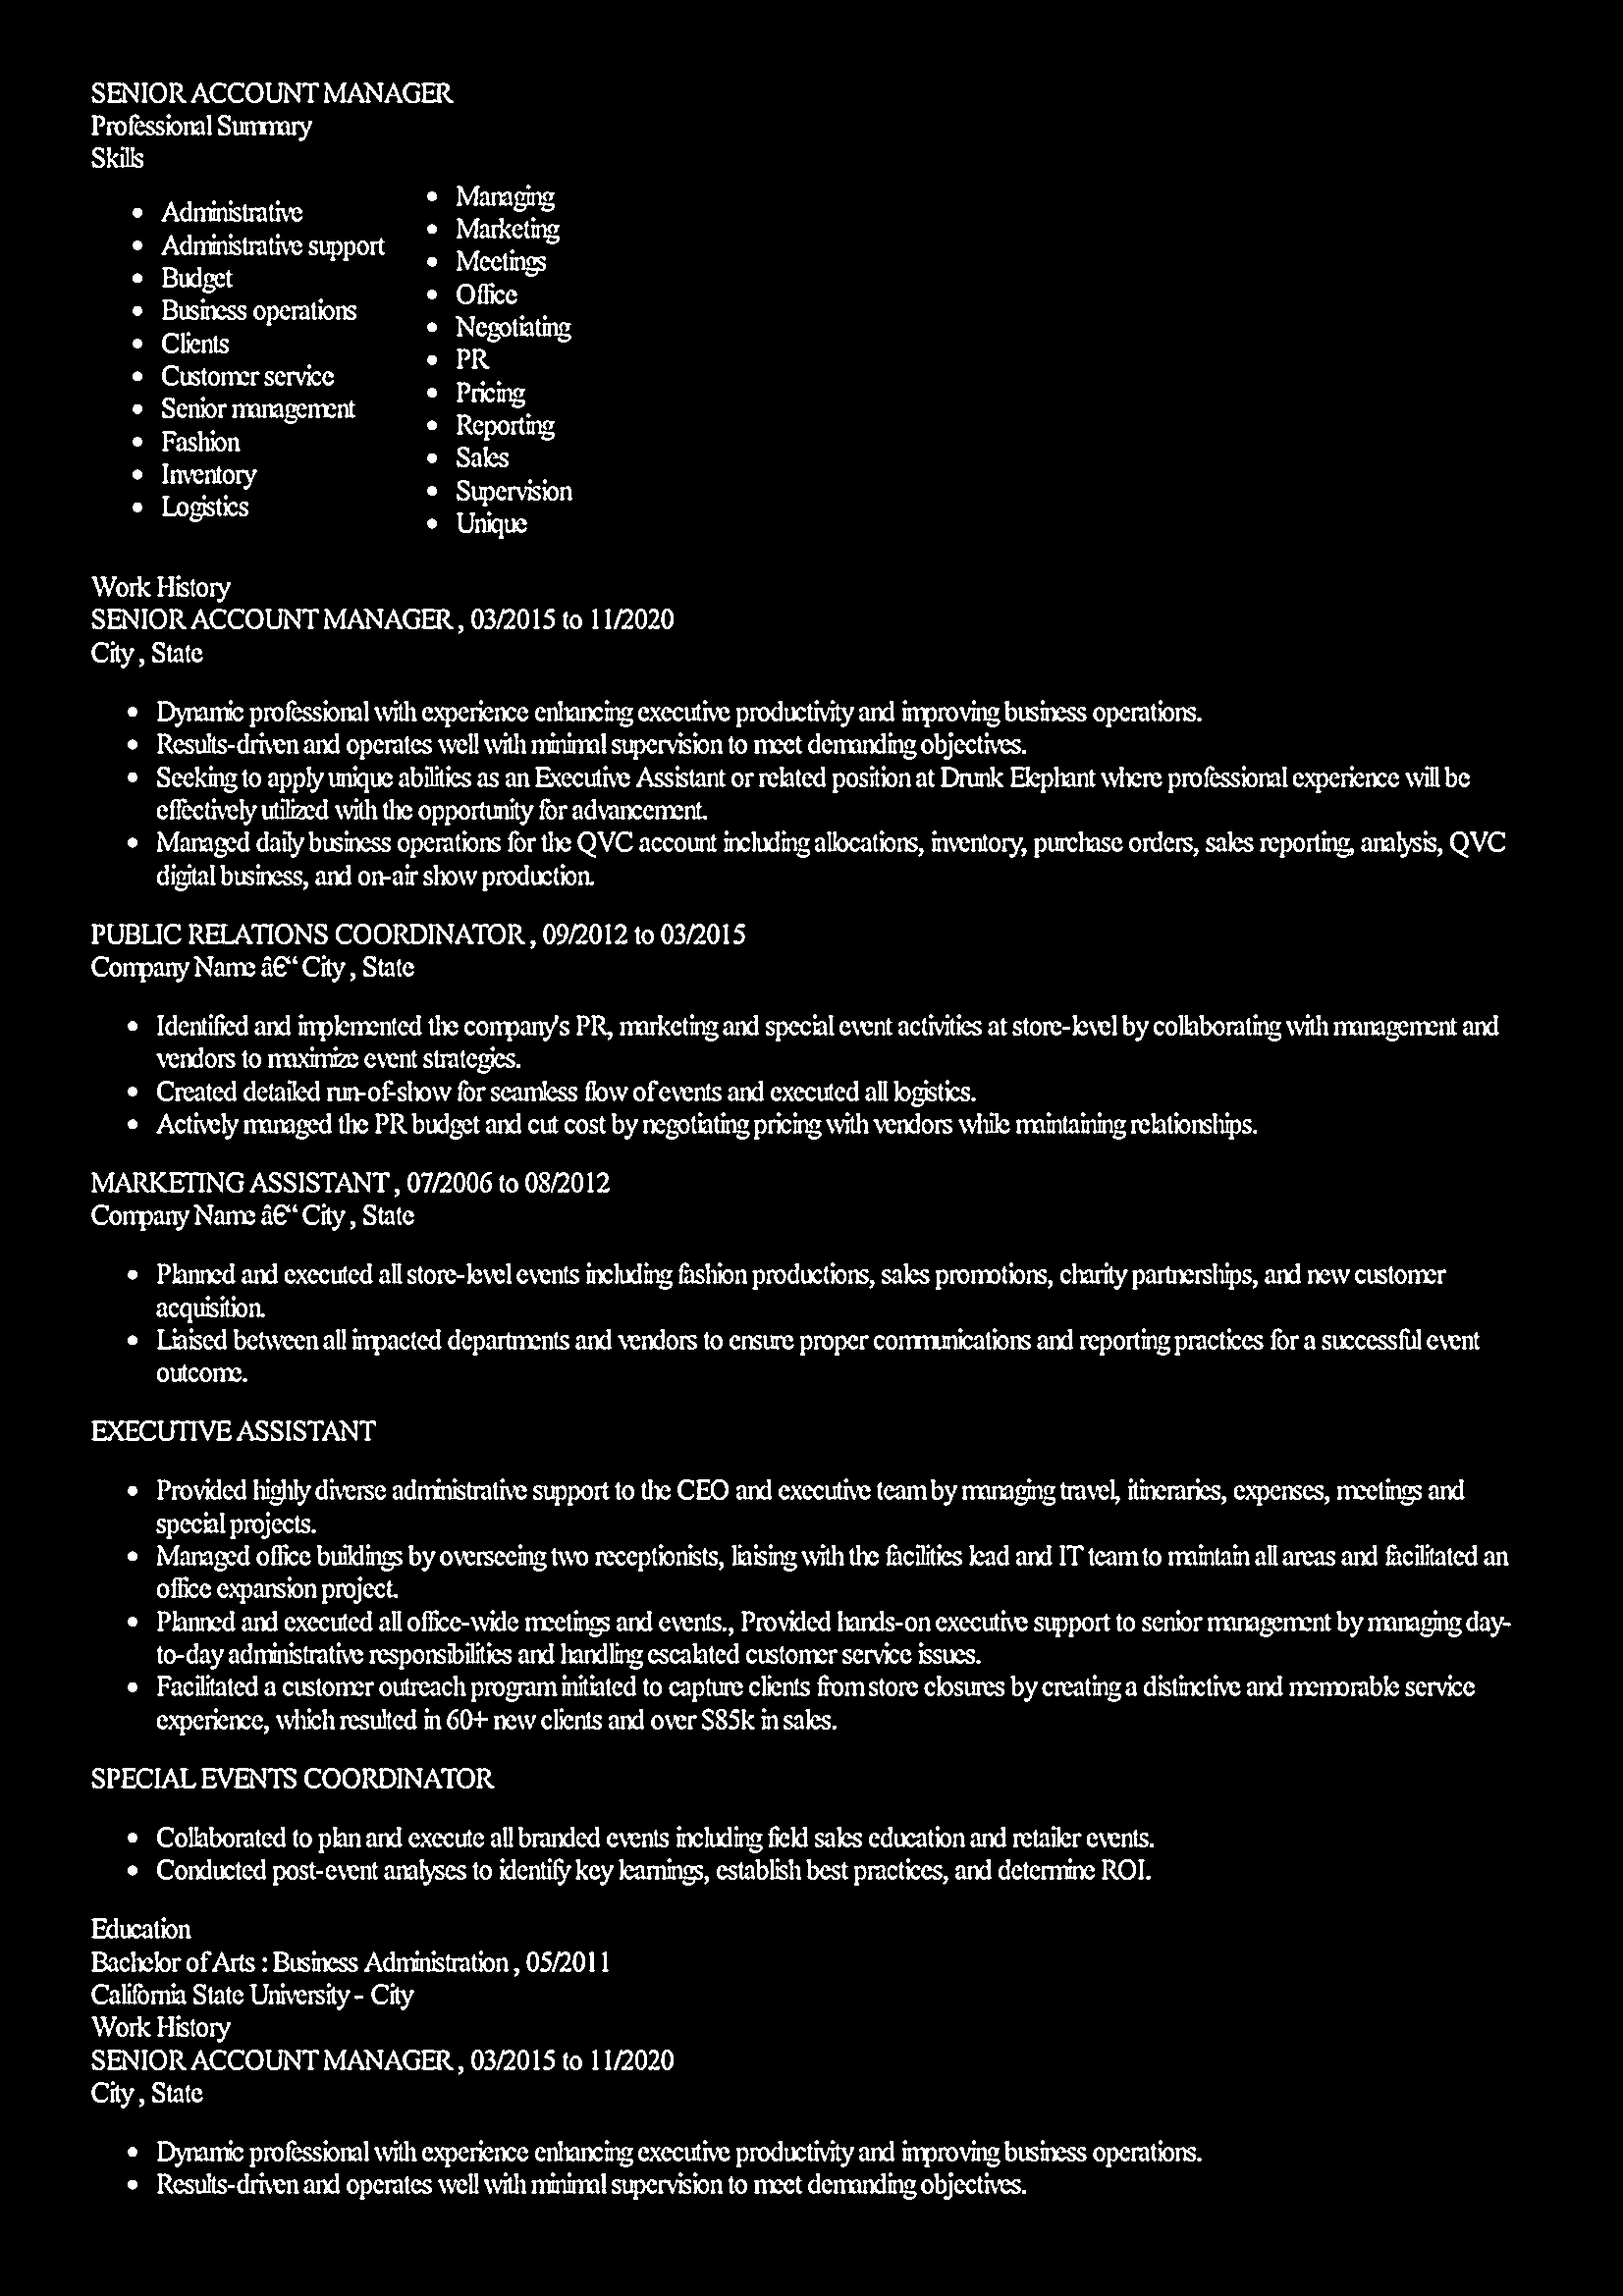 SENIOR ACCOUNT MANAGER
Professional Summary
Skills
Administrative
Administrative support
Budget
Business operations
Clients
Customer service
Senior management
Fashion
Inventory
Logistics
Managing
Marketing
Meetings
Office
Negotiating
PR
Pricing
Reporting
Sales
Supervision
Unique
Work History
SENIOR ACCOUNT MANAGER , 03/2015 to 11/2020
City , State
Dynamic professional with experience enhancing executive productivity and improving business operations.
Results-driven and operates well with minimal supervision to meet demanding objectives.
Seeking to apply unique abilities as an Executive Assistant or related position at Drunk Elephant where professional experience will be
effectively utilized with the opportunity for advancement.
Managed daily business operations for the QVC account including allocations, inventory, purchase orders, sales reporting, analysis, QVC
digital business, and on-air show production.
PUBLIC RELATIONS COORDINATOR , 09/2012 to 03/2015
Company Name â€“ City , State
Identified and implemented the company's PR, marketing and special event activities at store-level by collaborating with management and
vendors to maximize event strategies.
Created detailed run-of-show for seamless flow of events and executed all logistics.
Actively managed the PR budget and cut cost by negotiating pricing with vendors while maintaining relationships.
MARKETING ASSISTANT , 07/2006 to 08/2012
Company Name â€“ City , State
Planned and executed all store-level events including fashion productions, sales promotions, charity partnerships, and new customer
acquisition.
Liaised between all impacted departments and vendors to ensure proper communications and reporting practices for a successful event
outcome.
EXECUTIVE ASSISTANT
Provided highly diverse administrative support to the CEO and executive team by managing travel, itineraries, expenses, meetings and
special projects.
Managed office buildings by overseeing two receptionists, liaising with the facilities lead and IT team to maintain all areas and facilitated an
office expansion project.
Planned and executed all office-wide meetings and events., Provided hands-on executive support to senior management by managing day-
to-day administrative responsibilities and handling escalated customer service issues.
Facilitated a customer outreach program initiated to capture clients from store closures by creating a distinctive and memorable service
experience, which resulted in 60+ new clients and over $85k in sales.
SPECIAL EVENTS COORDINATOR
Collaborated to plan and execute all branded events including field sales education and retailer events.
Conducted post-event analyses to identify key learnings, establish best practices, and determine ROI.
Education
Bachelor of Arts : Business Administration , 05/2011
California State University - City
Work History
SENIOR ACCOUNT MANAGER , 03/2015 to 11/2020
City , State
Dynamic professional with experience enhancing executive productivity and improving business operations.
Results-driven and operates well with minimal supervision to meet demanding objectives.